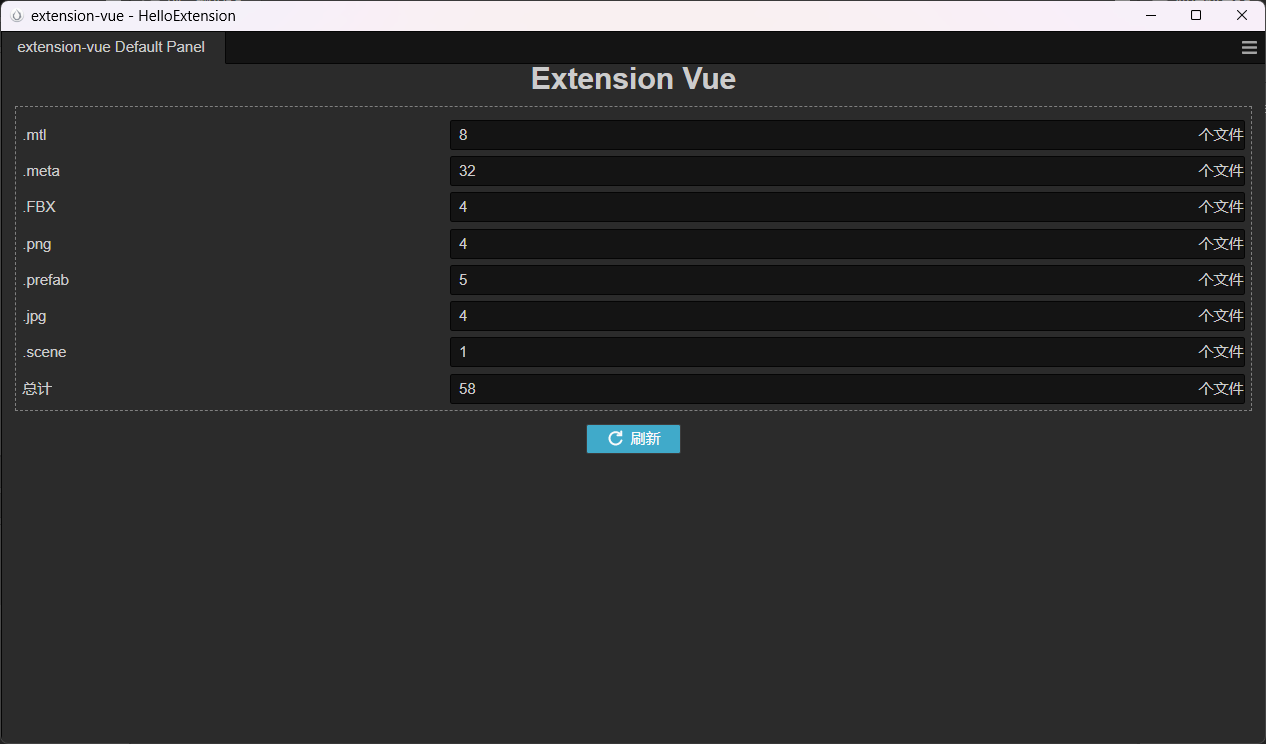 extension-vue - HelloExtension
extension-vue Default Panel
Extension Vue
.mtl 8 个文件
.meta 32 个文件
.FBX 4 个文件
.png 4 个文件
.prefab 5 个文件
.jpg 4 个文件
.scene 1 个文件
总计 58 个文件
刷新